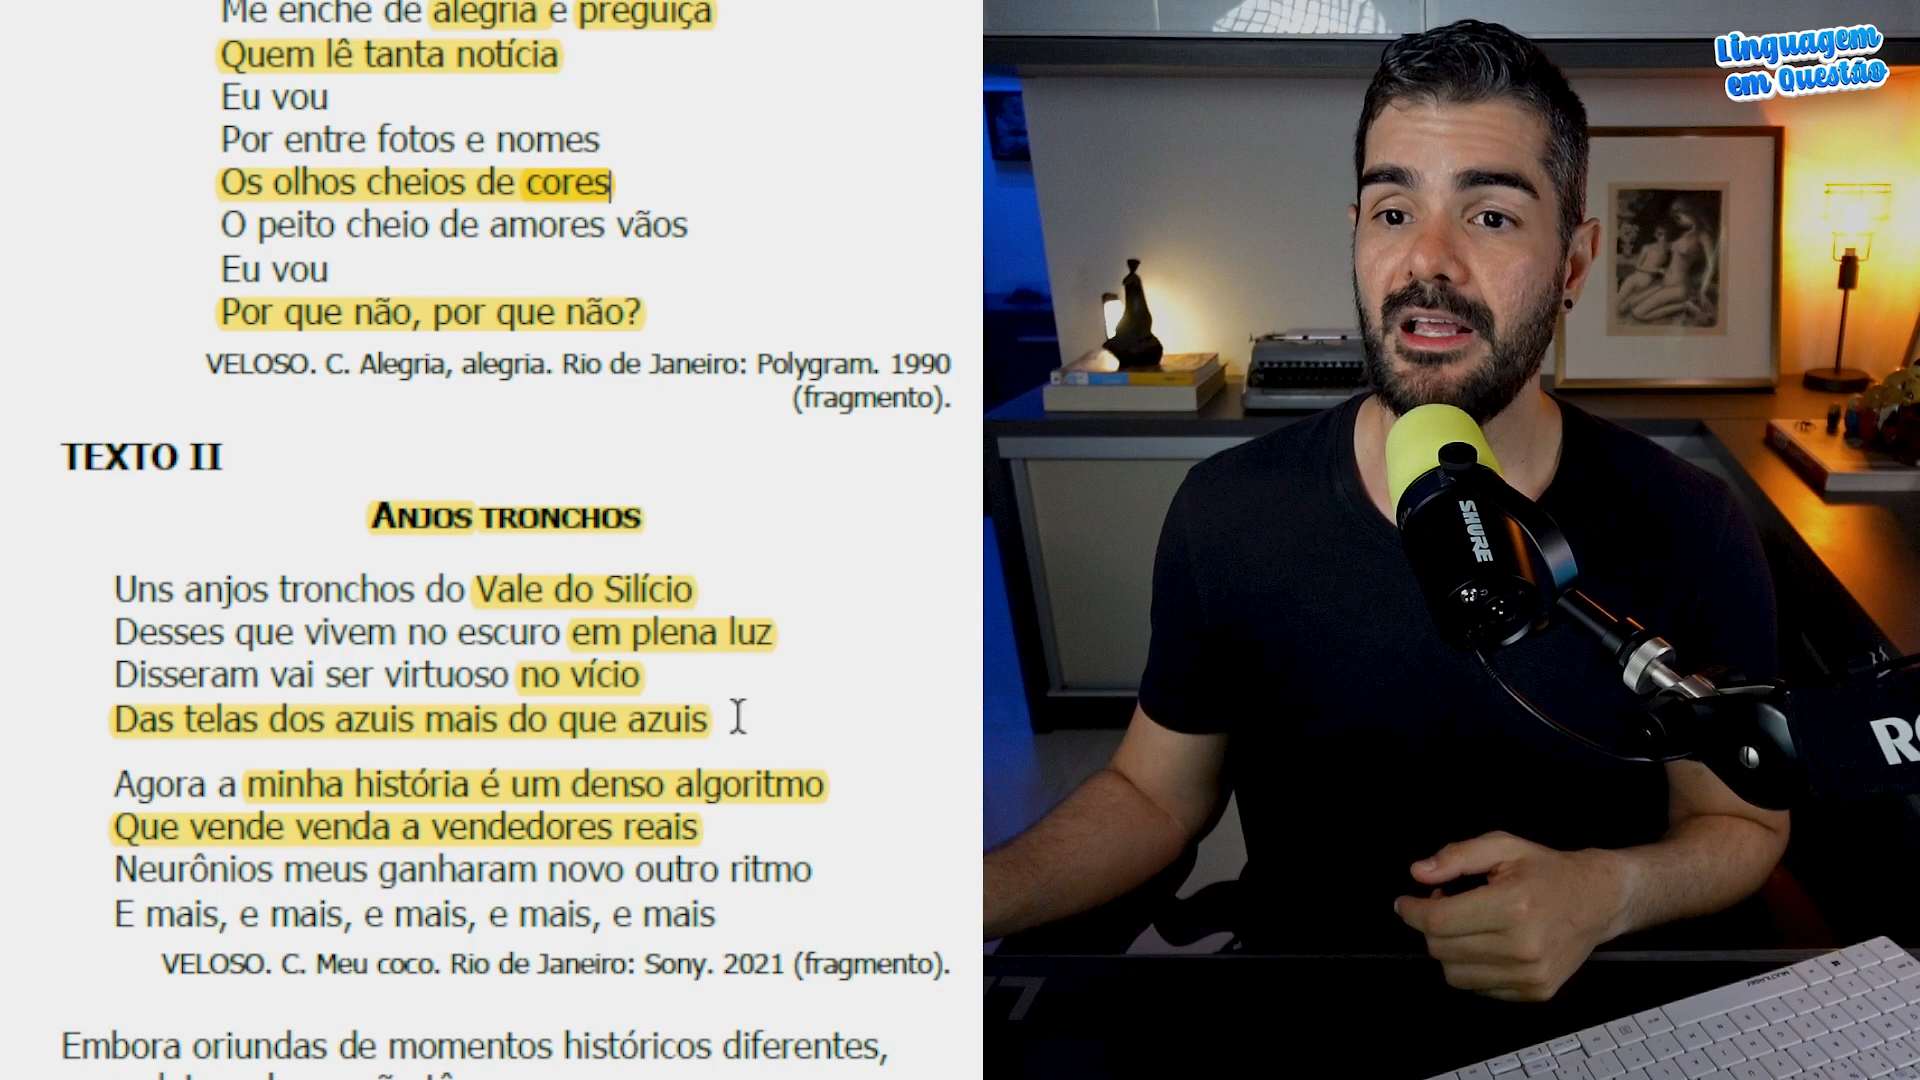 Me enche de alegria e preguiça
Quem lê tanta notícia
Eu vou
Por entre fotos e nomes
Os olhos cheios de cores
O peito cheio de amores vãos
Eu vou
Por que não, por que não?
VELOSO. C. Alegria, alegria. Rio de Janeiro: Polygram. 1990
(fragmento).
TEXTO II
ANJOS TRONCHOS
Uns anjos tronchos do Vale do Silício
Desses que vivem no escuro em plena luz
Disseram vai ser virtuoso no vício
Das telas dos azuis mais do que azuis
Agora a minha história é um denso algoritmo
Que vende venda a vendedores reais
Neurônios meus ganharam novo outro ritmo
E mais, e mais, e mais, e mais, e mais
VELOSO. C. Meu coco. Rio de Janeiro: Sony. 2021 (fragmento).
Embora oriundas de momentos históricos diferentes,
Linguagem
em Questão
SHURE